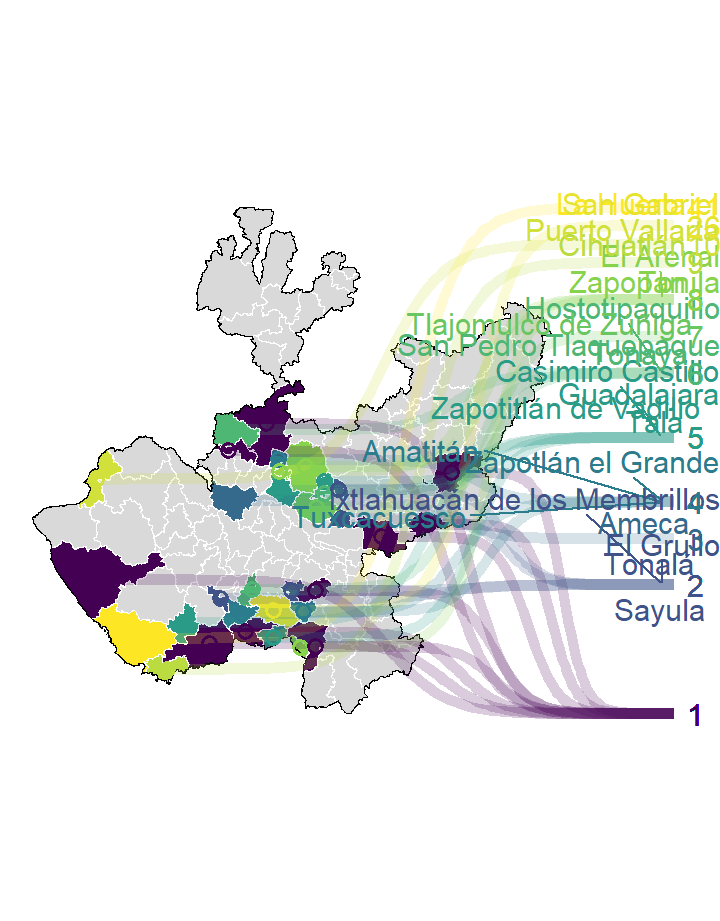 San Gabriel
La Huerta 41
26
Puerto Vallarta
Cihuatlán 10
El Arenal
9
Zapopan
Tonila
8
Hostotipaquillo
Tlajomulco de Zúñiga
7
San Pedro Tlaquepaque
Tonaya
6
Casimiro Castillo
Guadalajara
Zapotitlán de Vadillo
Tala
5
Amatitán
Zapotlán el Grande
Ixtlahuacán de los Membrillos
4
Tuxcacuesco
Ameca
3
El Grullo
Tonalá
2
Sayula
1